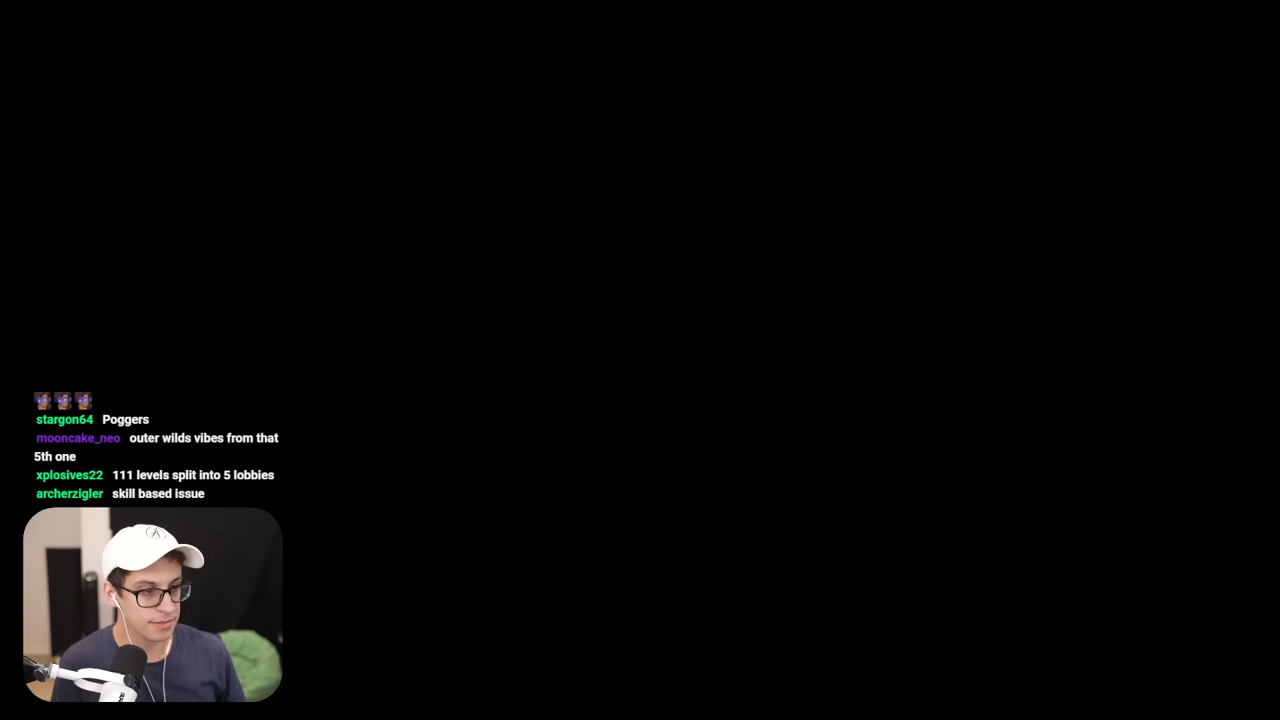 stargon64 Poggers
mooncake_neo outer wilds vibes from that
5th one
xplosives22 111 levels split into 5 lobbies
archerzigler skill based issue